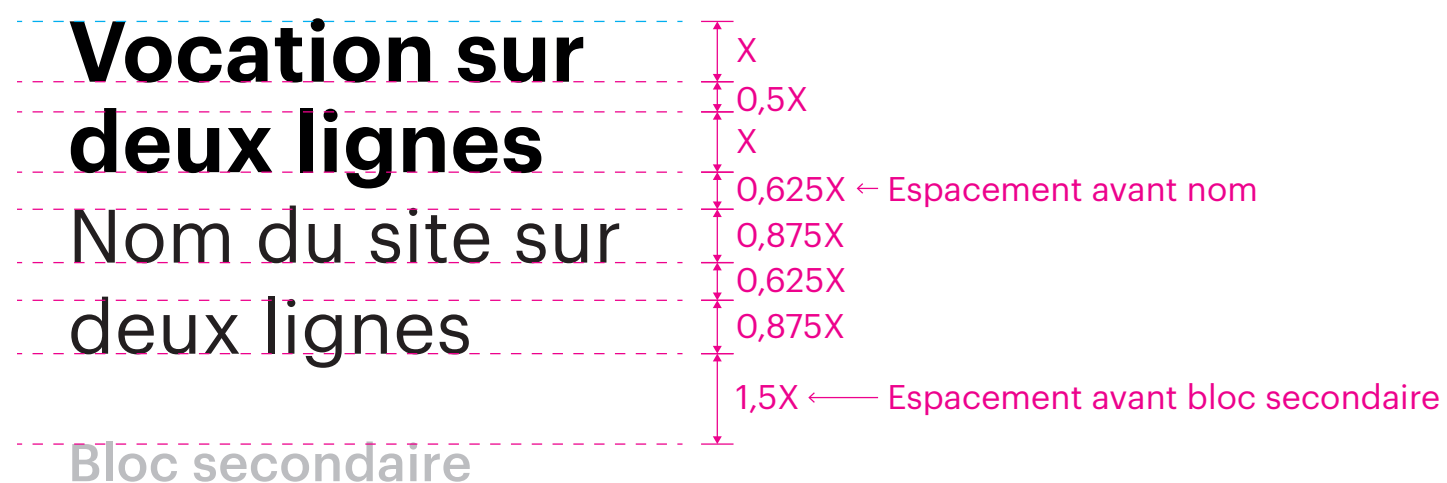 Vocation sur
X
0,5X
deux lignes
X
0,625X ← Espacement avant nom
Nom du site sur
0,875X
0,625X
deux lignes
0,875X
1,5X ← Espacement avant bloc secondaire
Bloc secondaire